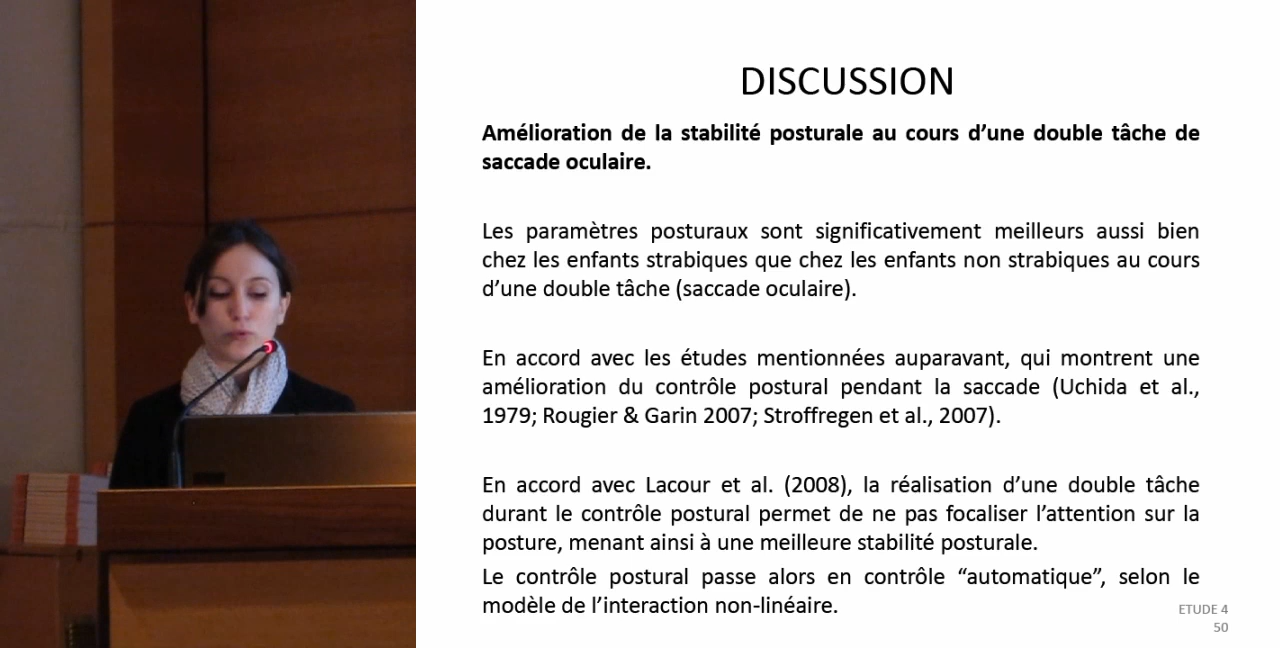 DISCUSSION
Amélioration de la stabilité posturale au cours d’une double tâche de
saccade oculaire.
Les paramètres posturaux sont significativement meilleurs aussi bien
chez les enfants strabiques que chez les enfants non strabiques au cours
d’une double tâche (saccade oculaire).
En accord avec les études mentionnées auparavant, qui montrent une
amélioration du contrôle postural pendant la saccade (Uchida et al.,
1979; Rougier & Garin 2007; Stroffregen et al., 2007).
En accord avec Lacour et al. (2008), la réalisation d’une double tâche
durant le contrôle postural permet de ne pas focaliser l’attention sur la
posture, menant ainsi à une meilleure stabilité posturale.
Le contrôle postural passe alors en contrôle “automatique”, selon le
modèle de l’interaction non-linéaire.
ETUDE 4
50